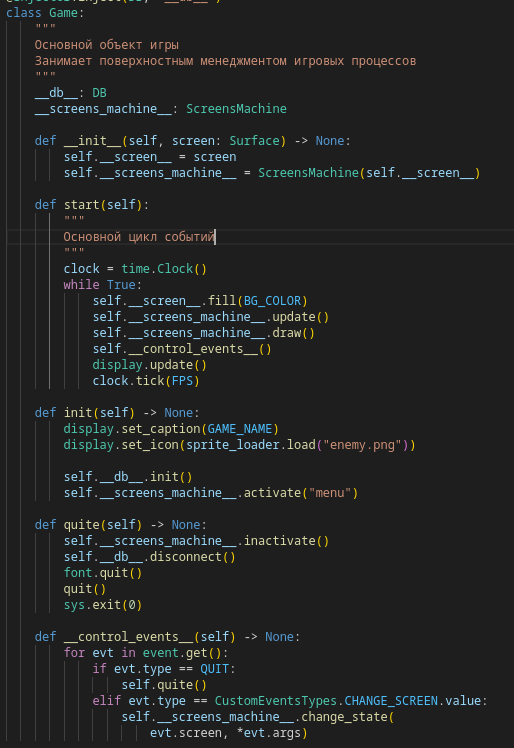 class Game:
    """
    Основной объект игры
    Занимает поверхностным менеджментом игровых процессов
    """
    __db__: DB
    __screens_machine__: ScreensMachine

    def __init__(self, screen: Surface) -> None:
        self.__screen__ = screen
        self.__screens_machine__ = ScreensMachine(self.__screen__)

    def start(self):
        """
        Основной цикл событий
        """
        clock = time.Clock()
        while True:
            self.__screen__.fill(BG_COLOR)
            self.__screens_machine__.update()
            self.__screens_machine__.draw()
            self.__control_events__()
            display.update()
            clock.tick(FPS)

    def init(self) -> None:
        display.set_caption(GAME_NAME)
        display.set_icon(sprite_loader.load("enemy.png"))

        self.__db__.init()
        self.__screens_machine__.activate("menu")

    def quite(self) -> None:
        self.__screens_machine__.inactivate()
        self.__db__.disconnect()
        font.quit()
        quit()
        sys.exit(0)

    def __control_events__(self) -> None:
        for evt in event.get():
            if evt.type == QUIT:
                self.quite()
            elif evt.type == CustomEventsTypes.CHANGE_SCREEN.value:
                self.__screens_machine__.change_state(
                    evt.screen, *evt.args)